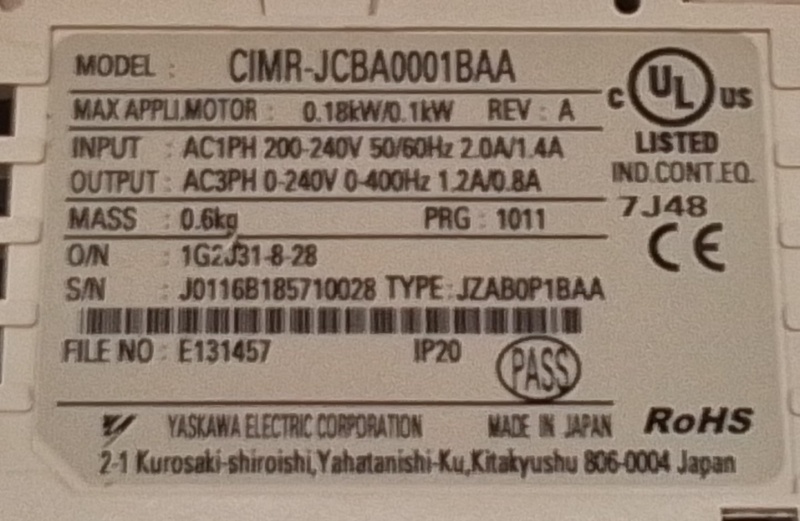 MODEL : CIMR-JCBA0001BAA
MAX APPLI.MOTOR : 0.18kW/0.1kW REV : A
INPUT : AC1PH 200-240V 50/60Hz 2.0A/1.4A
OUTPUT : AC3PH 0-240V 0-400Hz 1.2A/0.8A
MASS : 0.6kg PRG : 1011
O/N : 1G2J31-8-28
S/N : J0116B185710028 TYPE : JZAB0P1BAA
FILE NO : E131457 IP20 PASS
C UL US
LISTED
IND.CONT.EQ.
7J48
CE
YASKAWA ELECTRIC CORPORATION MADE IN JAPAN RoHS
2-1 Kurosaki-shiroishi,Yahatanishi-Ku,Kitakyushu 806-0004 Japan